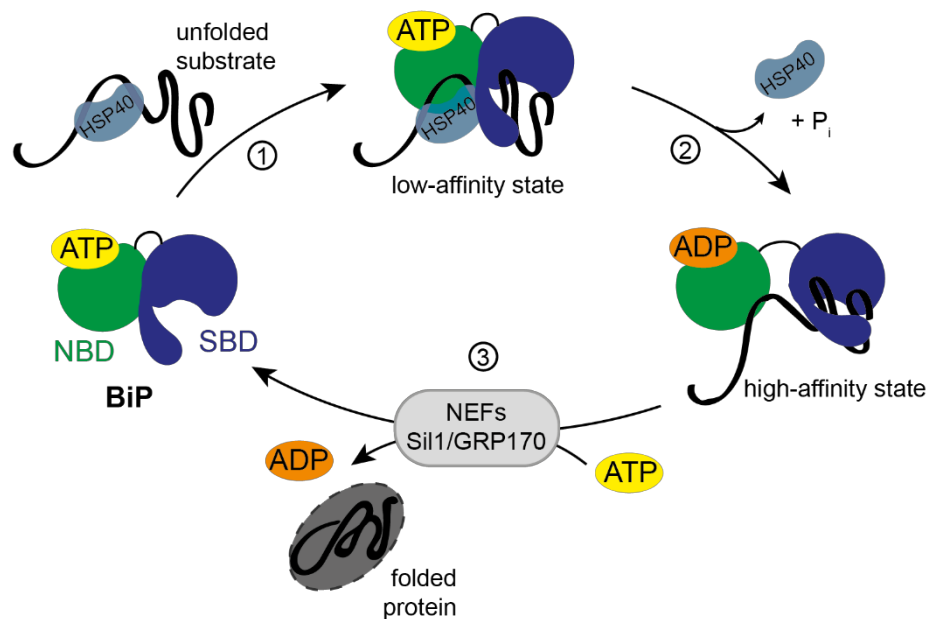 unfolded
substrate
HSP40
①
ATP
HSP40
low-affinity state
HSP40
+ Pi
②
ATP
NBD
SBD
BiP
ADP
high-affinity state
③
NEFs
Sil1/GRP170
ADP
ATP
folded
protein